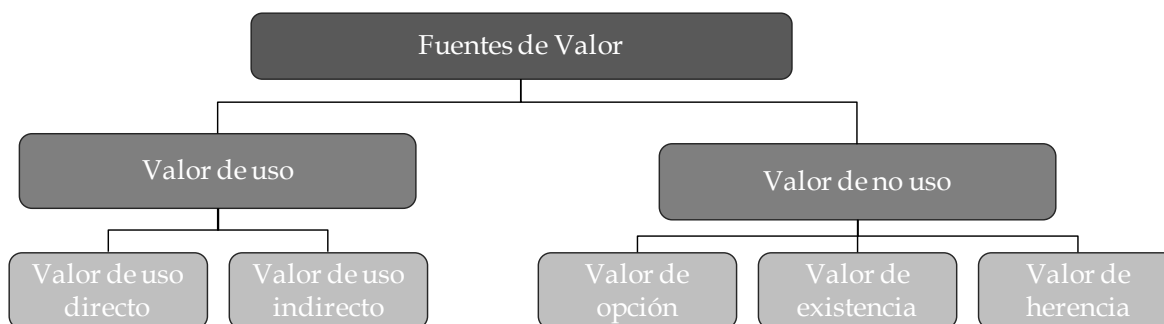 Fuentes de Valor
Valor de uso
Valor de no uso
Valor de uso
directo
Valor de uso
indirecto
Valor de
opción
Valor de
existencia
Valor de
herencia